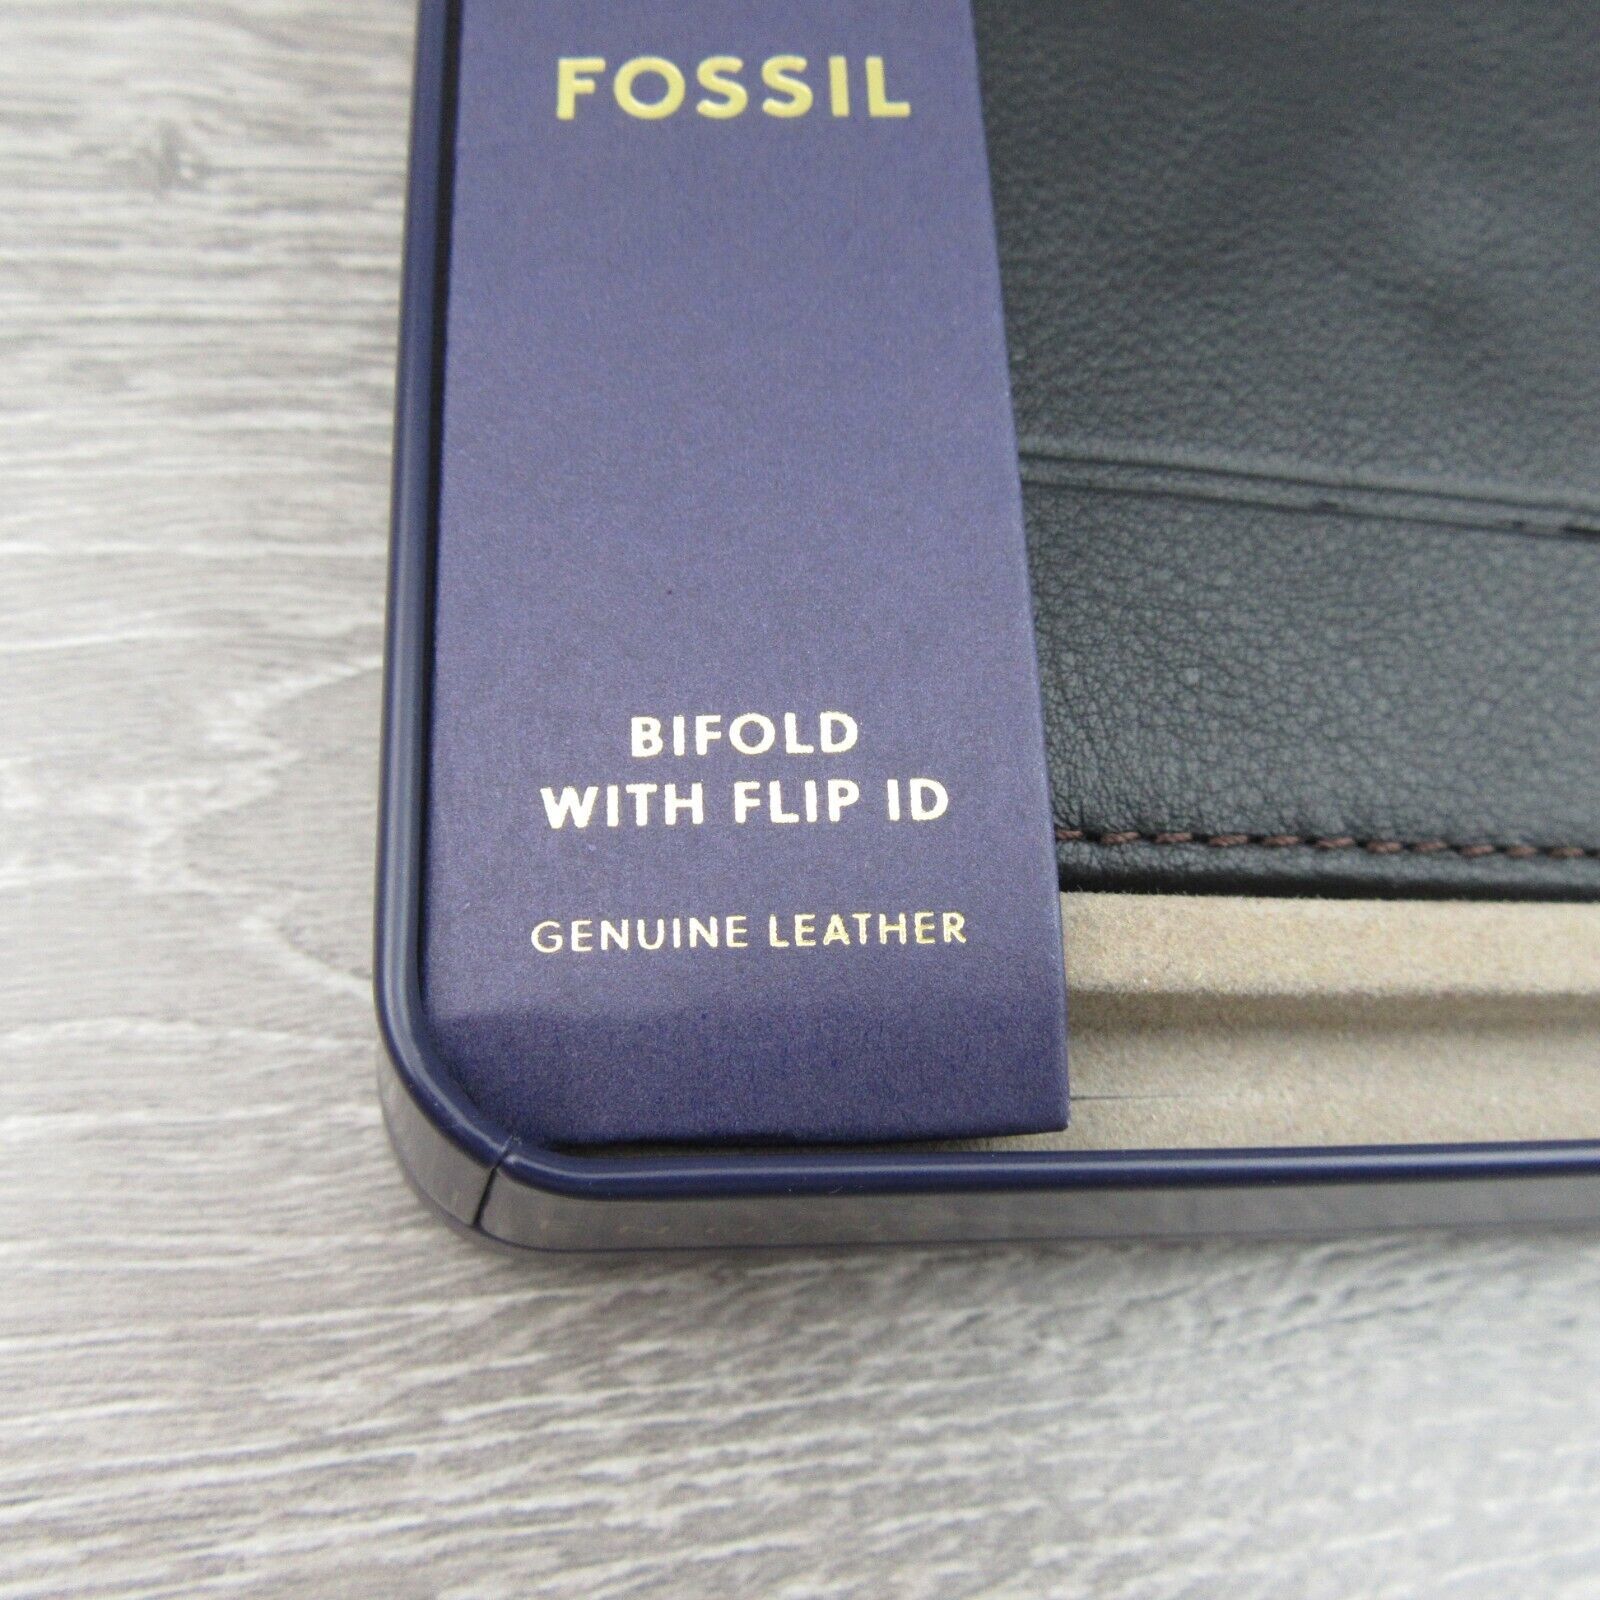 FOSSIL
BIFOLD
WITH FLIP ID
GENUINE LEATHER